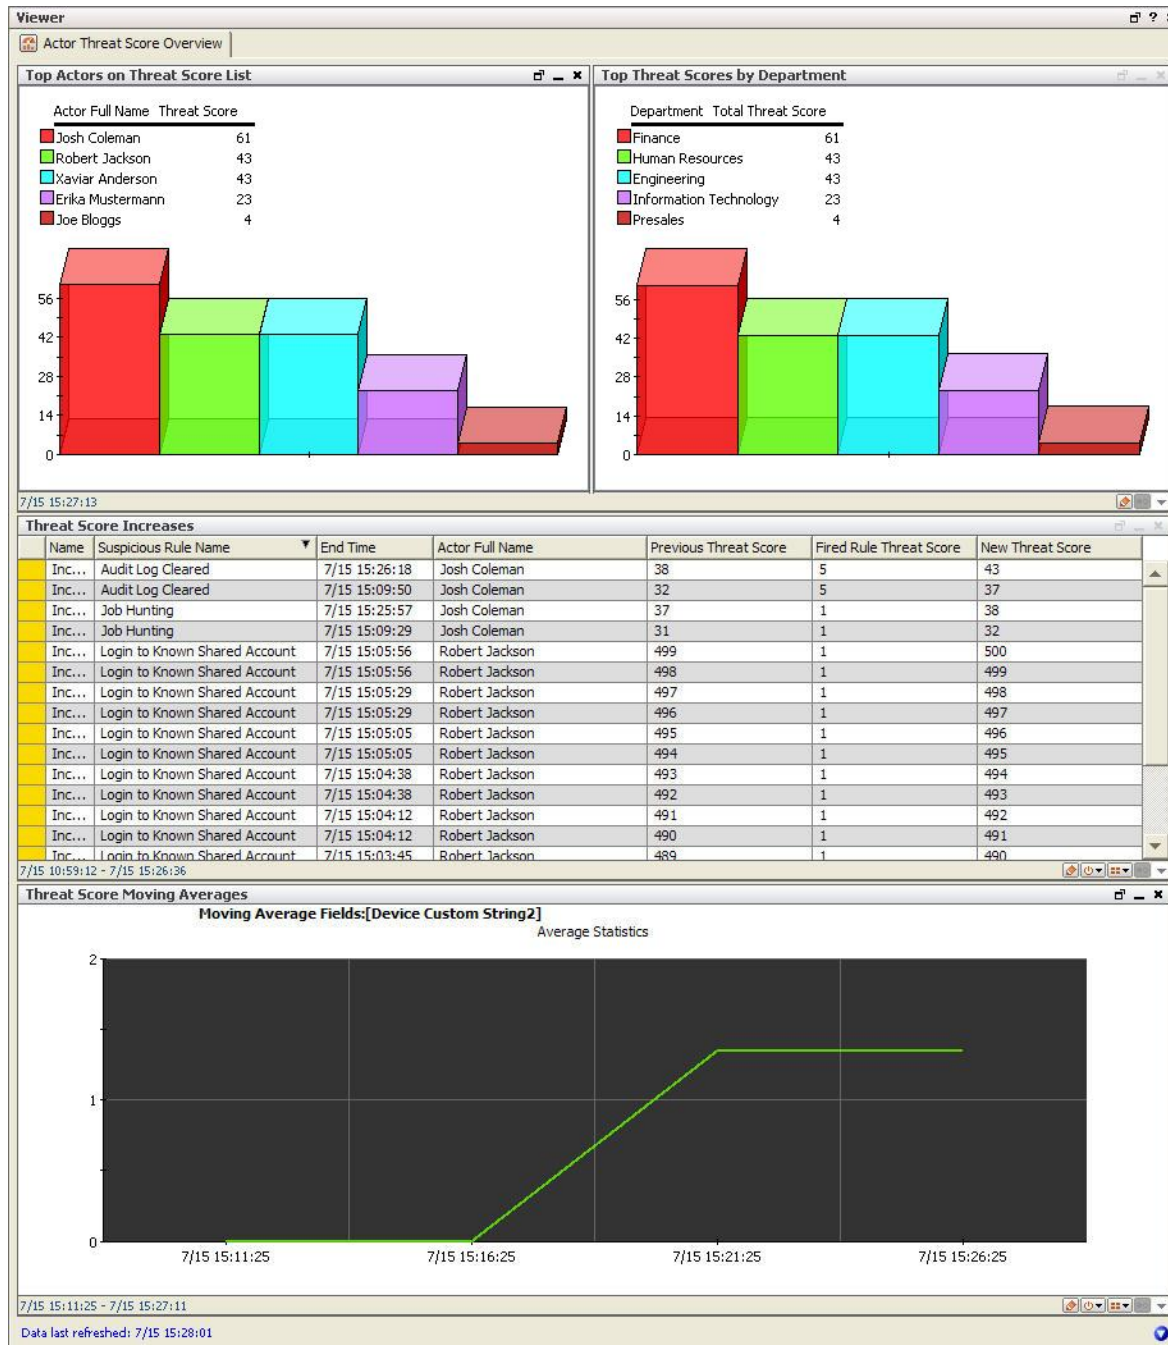 Viewer
Actor Threat Score Overview
Top Actors on Threat Score List
Actor Full Name Threat Score
Josh Coleman 61
Robert Jackson 43
Xaviar Anderson 43
Erika Mustermann 23
Joe Bloggs 4
56
42
28
14
0
Top Threat Scores by Department
Department Total Threat Score
Finance 61
Human Resources 43
Engineering 43
Information Technology 23
Presales 4
56
42
28
14
0
7/15 15:27:13
Threat Score Increases
Name Suspicious Rule Name End Time Actor Full Name Previous Threat Score Fired Rule Threat Score New Threat Score
Inc... Audit Log Cleared 7/15 15:26:18 Josh Coleman 38 5 43
Inc... Audit Log Cleared 7/15 15:09:50 Josh Coleman 32 5 37
Inc... Job Hunting 7/15 15:25:57 Josh Coleman 37 1 38
Inc... Job Hunting 7/15 15:09:29 Josh Coleman 31 1 32
Inc... Login to Known Shared Account 7/15 15:05:56 Robert Jackson 499 1 500
Inc... Login to Known Shared Account 7/15 15:05:56 Robert Jackson 498 1 499
Inc... Login to Known Shared Account 7/15 15:05:29 Robert Jackson 497 1 498
Inc... Login to Known Shared Account 7/15 15:05:29 Robert Jackson 496 1 497
Inc... Login to Known Shared Account 7/15 15:05:05 Robert Jackson 495 1 496
Inc... Login to Known Shared Account 7/15 15:05:05 Robert Jackson 494 1 495
Inc... Login to Known Shared Account 7/15 15:04:38 Robert Jackson 493 1 494
Inc... Login to Known Shared Account 7/15 15:04:38 Robert Jackson 492 1 493
Inc... Login to Known Shared Account 7/15 15:04:12 Robert Jackson 491 1 492
Inc... Login to Known Shared Account 7/15 15:04:12 Robert Jackson 490 1 491
Inc... Login to Known Shared Account 7/15 15:03:45 Robert Jackson 489 1 490
7/15 10:59:12 - 7/15 15:26:36
Threat Score Moving Averages
Moving Average Fields:[Device Custom String2]
Average Statistics
2
1
0
7/15 15:11:25 7/15 15:16:25 7/15 15:21:25 7/15 15:26:25
7/15 15:11:25 - 7/15 15:27:11
Data last refreshed: 7/15 15:28:01